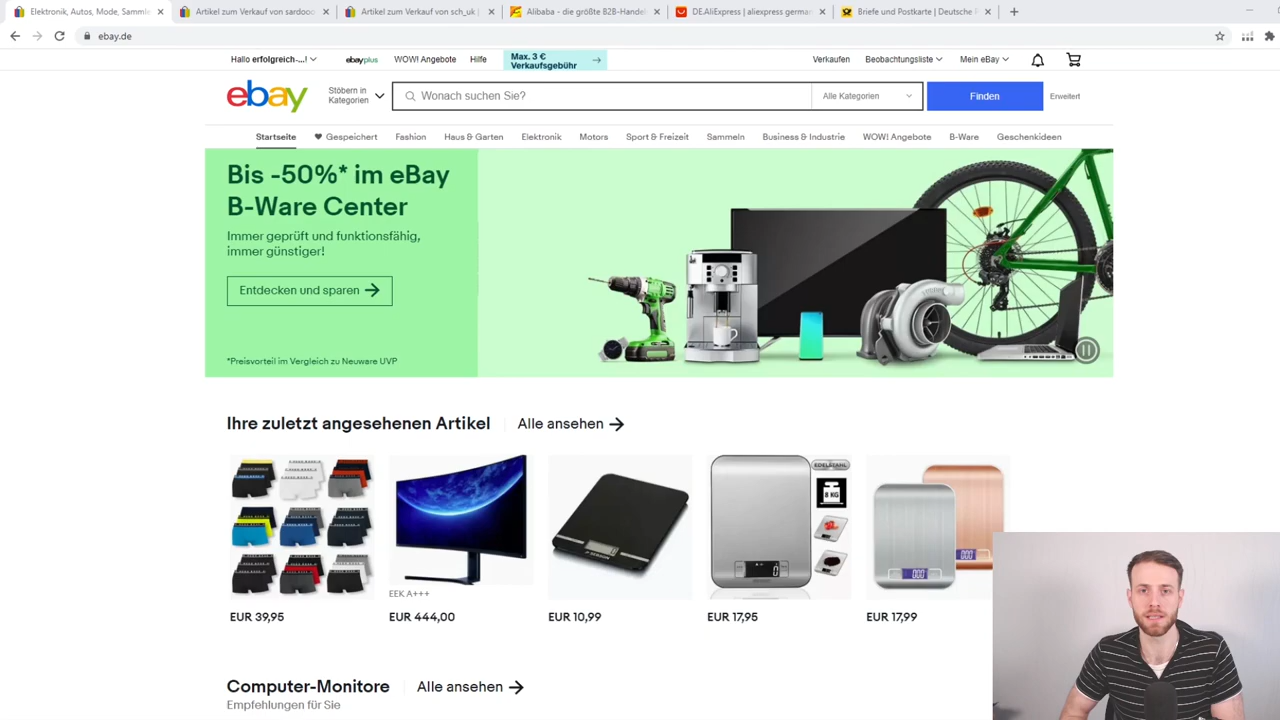 Elektronik, Autos, Mode, Samml
Artikel zum Verkauf von sardooo
Artikel zum Verkauf von sch_uk |
Alibaba - die größte B2B-Handel
DE.AliExpress | aliexpress german
Briefe und Postkarte | Deutsche P
ebay.de
Hallo erfolgreich-...!
ebayplus
WOW! Angebote
Hilfe
Max. 3 €
Verkaufsgebühr
Verkaufen
Beobachtungsliste
Mein eBay
ebay
Stöbern in
Kategorien
Wonach suchen Sie?
Alle Kategorien
Finden
Erweitert
Startseite
Gespeichert
Fashion
Haus & Garten
Elektronik
Motors
Sport & Freizeit
Sammeln
Business & Industrie
WOW! Angebote
B-Ware
Geschenkideen
Bis -50%* im eBay
B-Ware Center
Immer geprüft und funktionsfähig,
immer günstiger!
Entdecken und sparen
*Preisvorteil im Vergleich zu Neuware UVP
Ihre zuletzt angesehenen Artikel
Alle ansehen
EDELSTAHL
8 KG
EEK A+++
EUR 39,95
EUR 444,00
EUR 10,99
EUR 17,95
EUR 17,99
Computer-Monitore
Alle ansehen
Empfehlungen für Sie